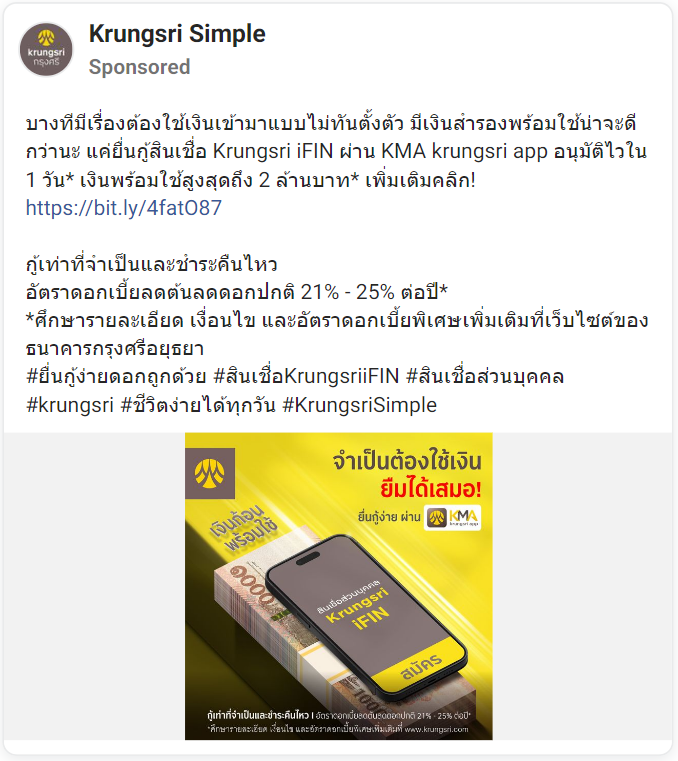 Krungsri Simple
Sponsored
krungsri
กรุงศรี
บางทีมีเรื่องต้องใช้เงินเข้ามาแบบไม่ทันตั้งตัว มีเงินสำรองพร้อมใช้น่าจะดี
กว่านะ แค่ยื่นกู้สินเชื่อ Krungsri iFIN ผ่าน KMA krungsri app อนุมัติไวใน
1 วัน* เงินพร้อมใช้สูงสุดถึง 2 ล้านบาท* เพิ่มเติมคลิก!
https://bit.ly/4fatO87
กู้เท่าที่จำเป็นและชำระคืนไหว
อัตราดอกเบี้ยลดต้นลดดอกปกติ 21% - 25% ต่อปี*
*ศึกษารายละเอียด เงื่อนไข และอัตราดอกเบี้ยพิเศษเพิ่มเติมที่เว็บไซต์ของ
ธนาคารกรุงศรีอยุธยา
#ยื่นกู้ง่ายดอกถูกด้วย #สินเชื่อKrungsriiFIN #สินเชื่อส่วนบุคคล
#krungsri #ชีวิตง่ายได้ทุกวัน #KrungsriSimple
จำเป็นต้องใช้เงิน
ยืมได้เสมอ!
ยื่นกู้ง่าย ผ่าน KMA
krungsri app
เงินก้อน
พร้อมใช้
๑๐๐๐
สินเชื่อส่วนบุคคล
Krungsri
iFIN
สมัคร
1000
กู้เท่าที่จำเป็นและชำระคืนไหว | อัตราดอกเบี้ยลดต้นลดดอกปกติ 21% - 25% ต่อปี*
*ศึกษารายละเอียด เงื่อนไข และอัตราดอกเบี้ยพิเศษเพิ่มเติมที่ www.krungsri.com